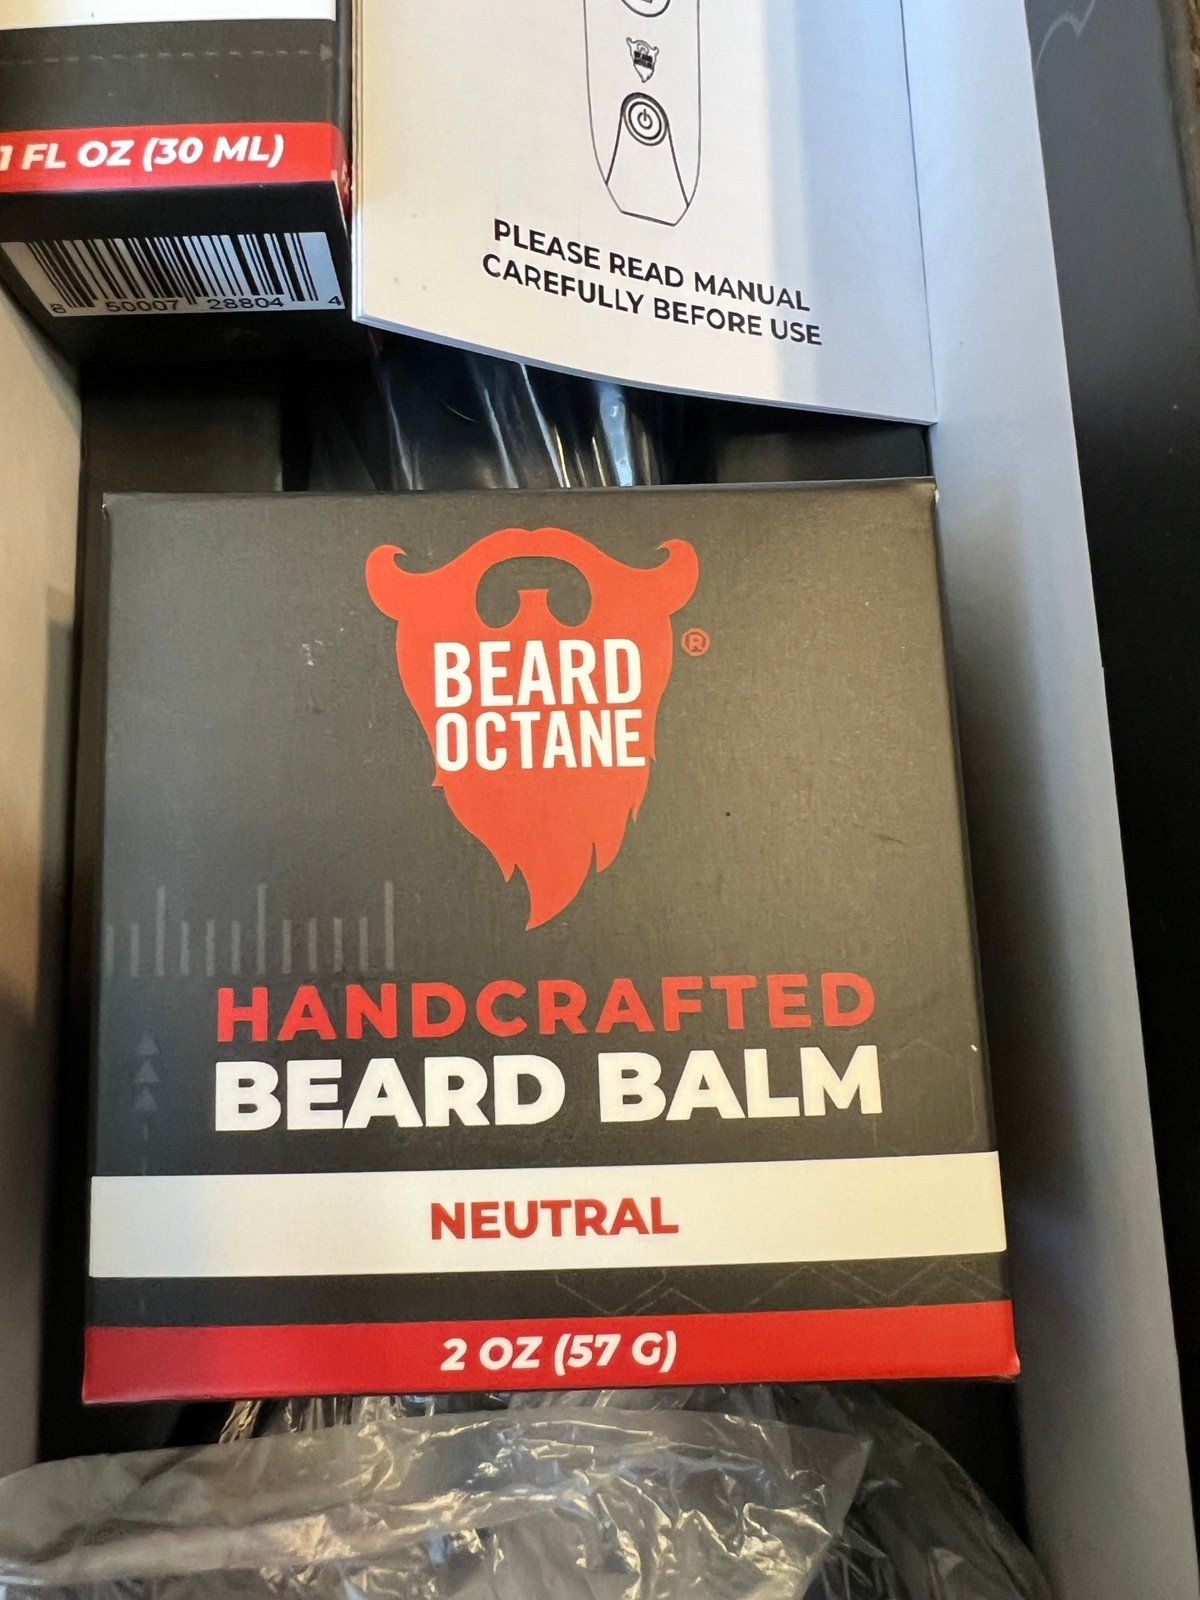 1 FL OZ (30 ML)
8 50007 28804 4
PLEASE READ MANUAL
CAREFULLY BEFORE USE
BEARD
OCTANE
®
HANDCRAFTED
BEARD BALM
NEUTRAL
2 OZ (57 G)